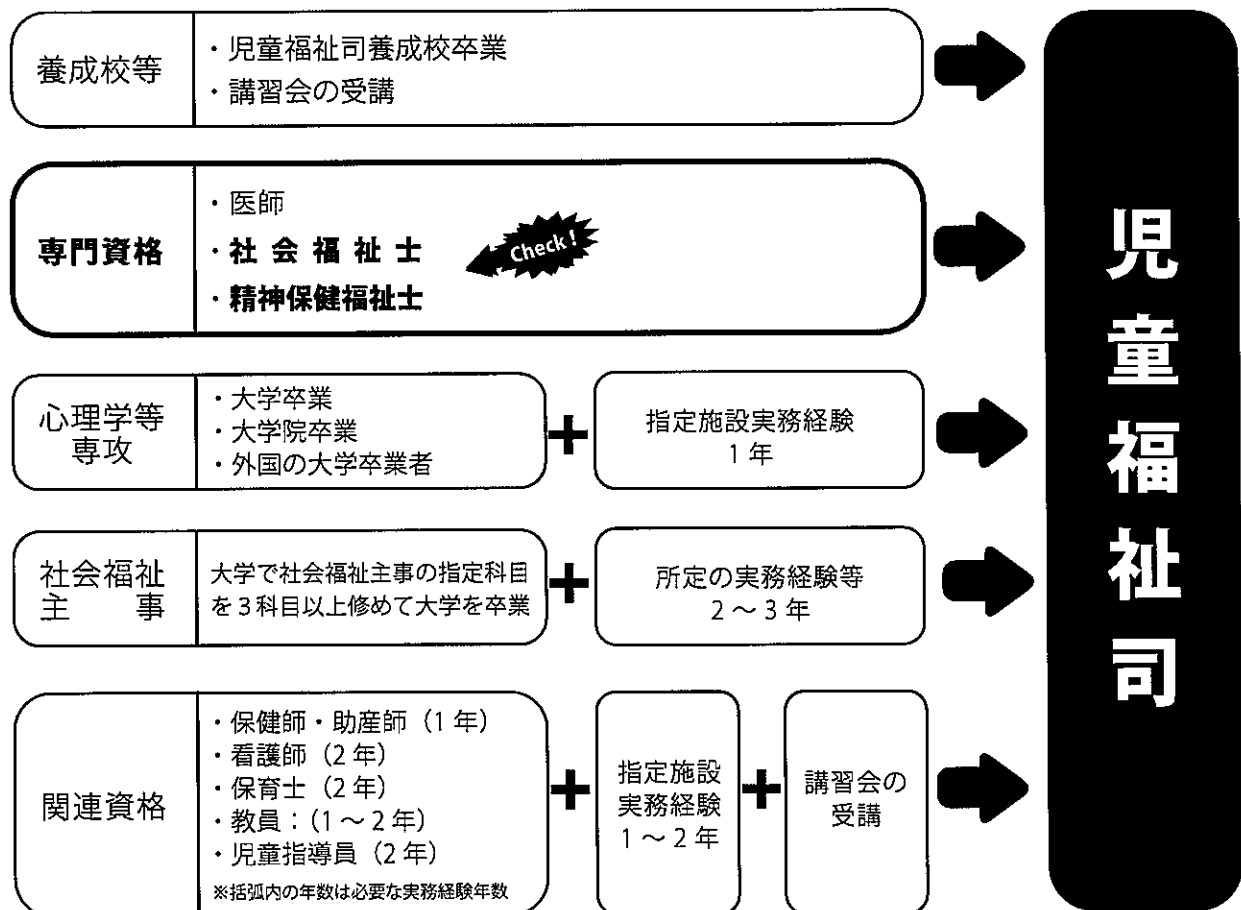 養成校等
・児童福祉司養成校卒業
・講習会の受講
専門資格
・医師
・社会福祉士
・精神保健福祉士
Check!
心理学等
専攻
・大学卒業
・大学院卒業
・外国の大学卒業者
+
指定施設実務経験
1年
社会福祉
主事
大学で社会福祉主事の指定科目
を3科目以上修めて大学を卒業
+
所定の実務経験等
2～3年
関連資格
・保健師・助産師（1年）
・看護師（2年）
・保育士（2年）
・教員：（1～2年）
・児童指導員（2年）
※括弧内の年数は必要な実務経験年数
+
指定施設
実務経験
1～2年
+
講習会の
受講
児童福祉司